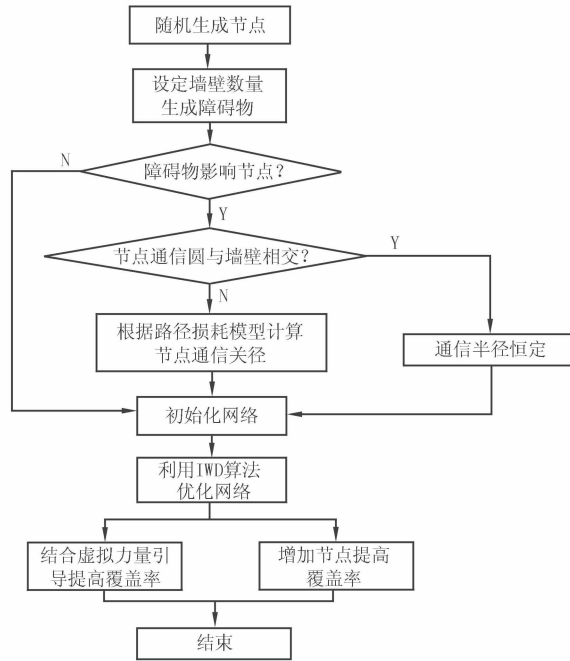 随机生成节点
设定墙壁数量
生成障碍物
N
障碍物影响节点?
Y
节点通信圆与墙壁相交?
Y
N
根据路径损耗模型计算
节点通信关径
通信半径恒定
初始化网络
利用IWD算法
优化网络
结合虚拟力量引
导提高覆盖率
增加节点提高
覆盖率
结束